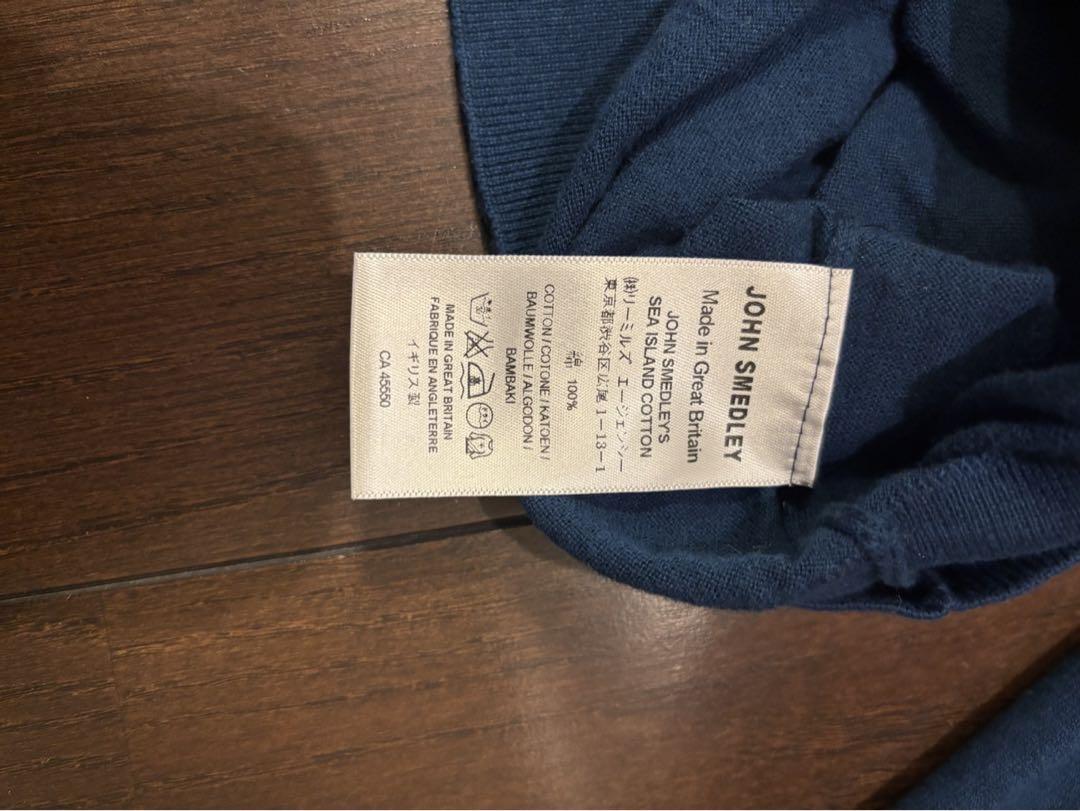 JOHN SMEDLEY
Made in Great Britain
JOHN SMEDLEY'S
SEA ISLAND COTTON
(株)リーミルズ エージェンシー
東京都渋谷区広尾1-13-1
綿 100%
COTTON/COTONE/KATOEN/
BAUMWOLLE/ALGODON/
BAMBAKI
MADE IN GREAT BRITAIN
FABRIQUE EN ANGLETERRE
イギリス製
CA 45550